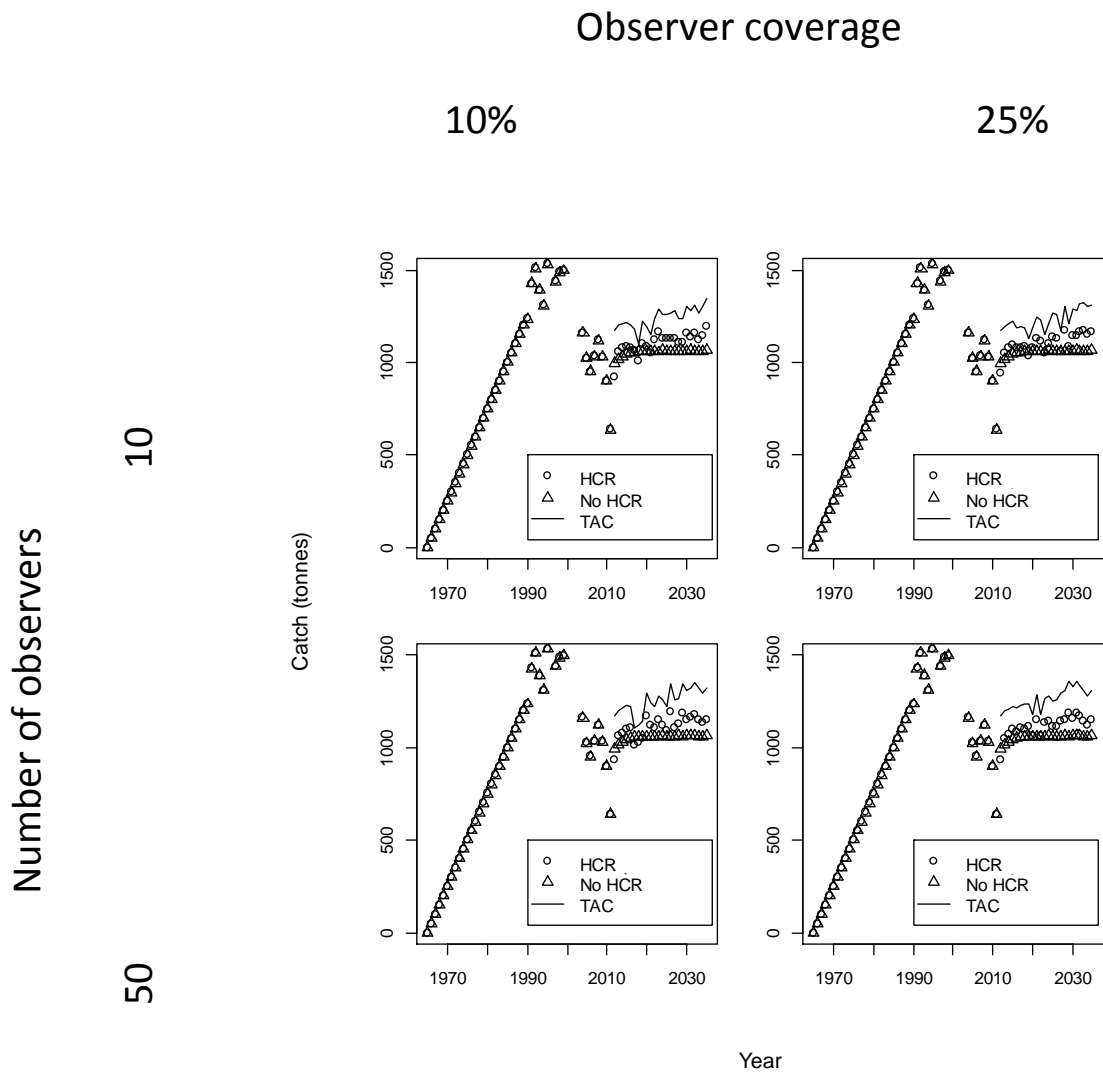 Observer coverage
10%
25%
Number of observers
10
50
Catch (tonnes)
1500
1000
500
0
HCR
No HCR
TAC
1970
1990
2010
2030
1500
1000
500
0
HCR
No HCR
TAC
1970
1990
2010
2030
1500
1000
500
0
HCR
No HCR
TAC
1970
1990
2010
2030
1500
1000
500
0
HCR
No HCR
TAC
1970
1990
2010
2030
Year